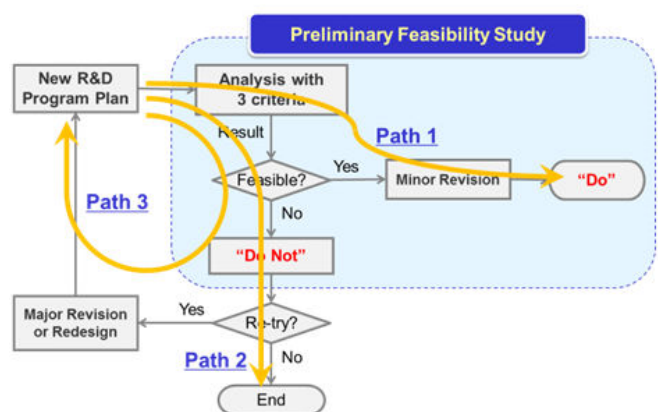 Preliminary Feasibility Study
New R&D
Program Plan
Analysis with
3 criteria
Path 1
Result
Feasible?
Yes
Minor Revision
“Do”
Path 3
No
“Do Not”
Major Revision
or Redesign
Yes
Re-try?
Path 2
No
End